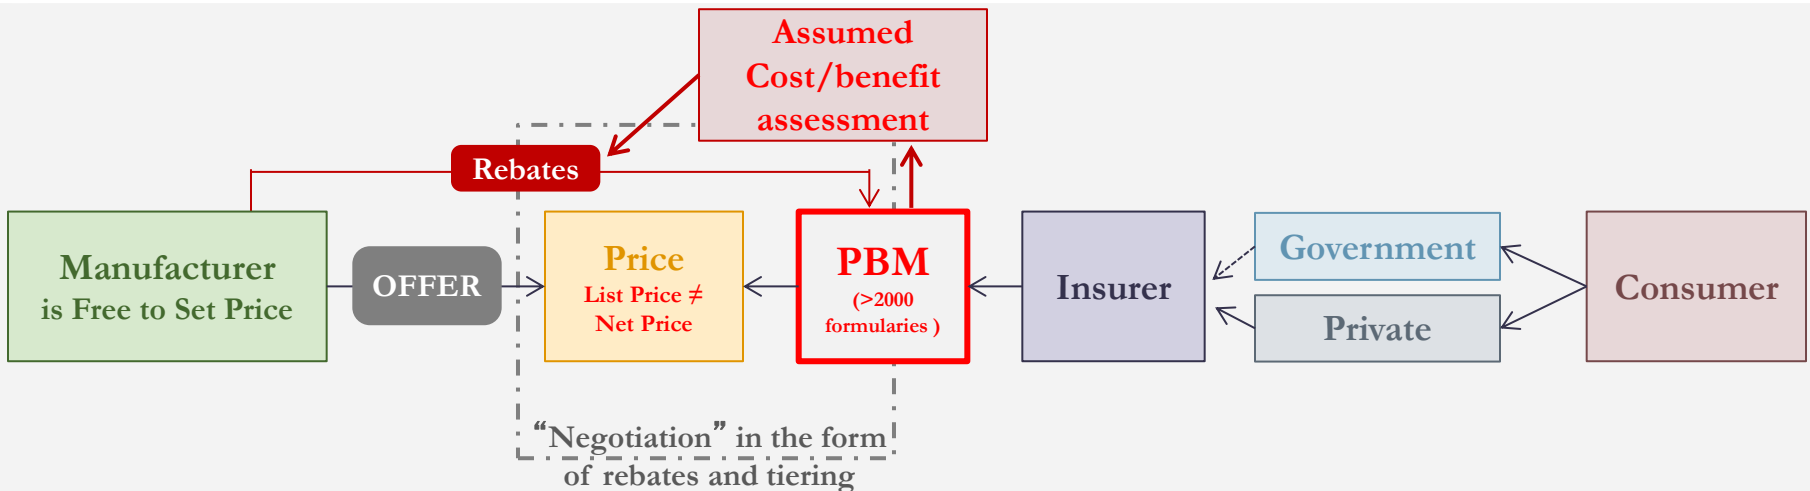 Assumed
Cost/benefit
assessment
Rebates
Manufacturer
is Free to Set Price
OFFER
Price
List Price ≠
Net Price
PBM
(>2000
formularies )
Insurer
Government
Private
Consumer
“Negotiation” in the form
of rebates and tiering